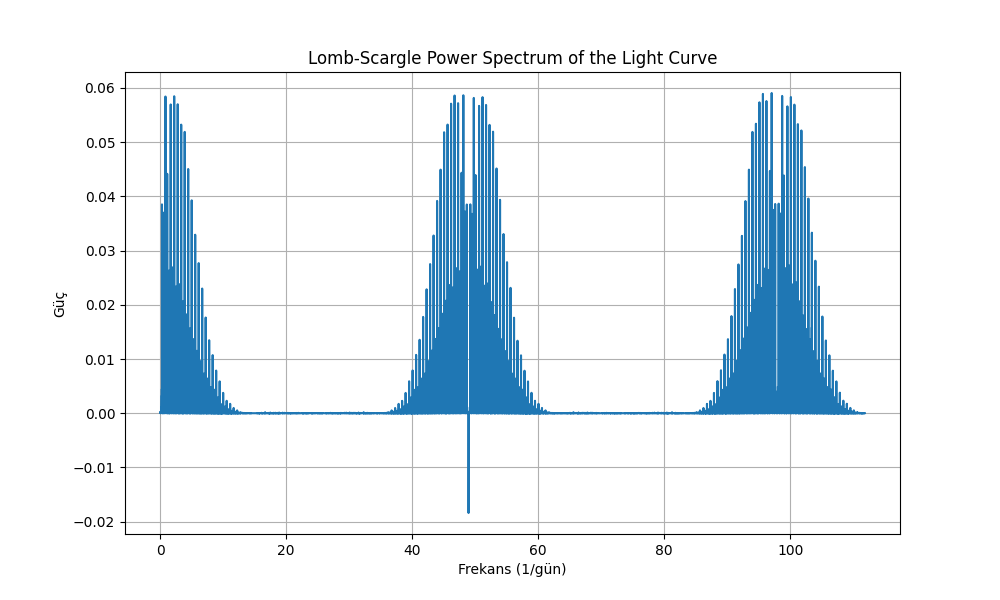 Lomb-Scargle Power Spectrum of the Light Curve
Güç
0.06
0.05
0.04
0.03
0.02
0.01
0.00
−0.01
−0.02
0 20 40 60 80 100
Frekans (1/gün)